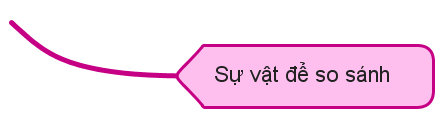 Sự vật để so sánh